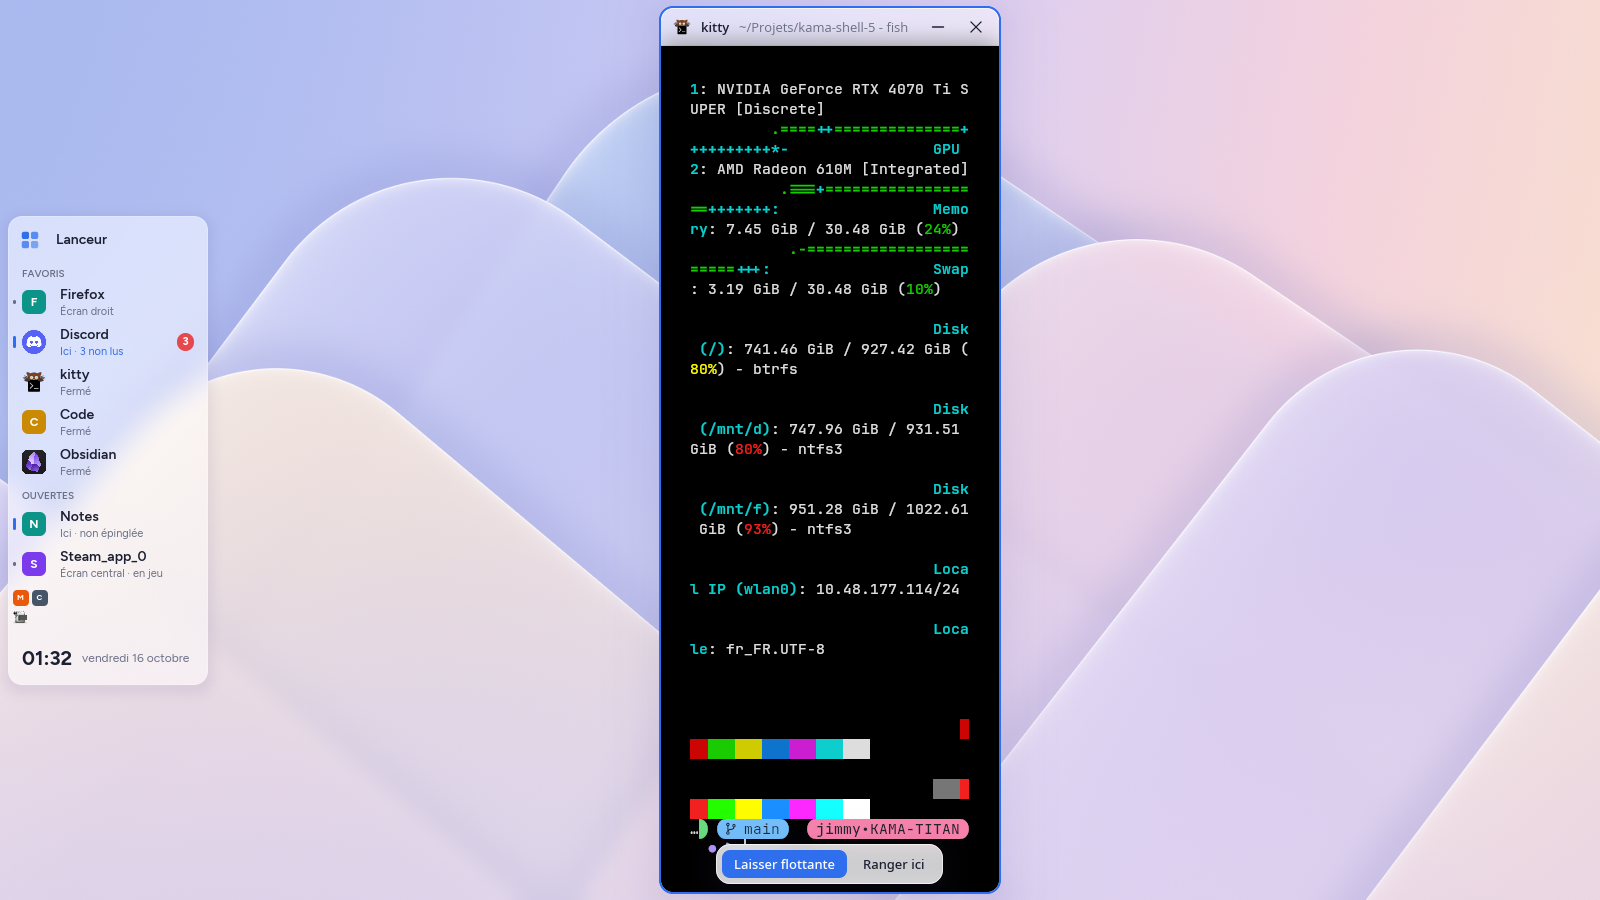 Lanceur
FAVORIS
F
Firefox
Écran droit
Discord
Ici · 3 non lus
3
kitty
Fermé
C
Code
Fermé
Obsidian
Fermé
OUVERTES
N
Notes
Ici · non épinglée
S
Steam_app_0
Écran central · en jeu
M C
01:32 vendredi 16 octobre
kitty ~/Projets/kama-shell-5 - fish
1: NVIDIA GeForce RTX 4070 Ti S
UPER [Discrete]
.====++==============+
+++++++++*- GPU
2: AMD Radeon 610M [Integrated]
.===+================
==+++++++: Memo
ry: 7.45 GiB / 30.48 GiB (24%)
.-==================
=====+++: Swap
: 3.19 GiB / 30.48 GiB (10%)
Disk
(/): 741.46 GiB / 927.42 GiB (
80%) - btrfs
Disk
(/mnt/d): 747.96 GiB / 931.51
GiB (80%) - ntfs3
Disk
(/mnt/f): 951.28 GiB / 1022.61
GiB (93%) - ntfs3
Loca
l IP (wlan0): 10.48.177.114/24
Loca
le: fr_FR.UTF-8
… main jimmy•KAMA-TITAN
Laisser flottante Ranger ici